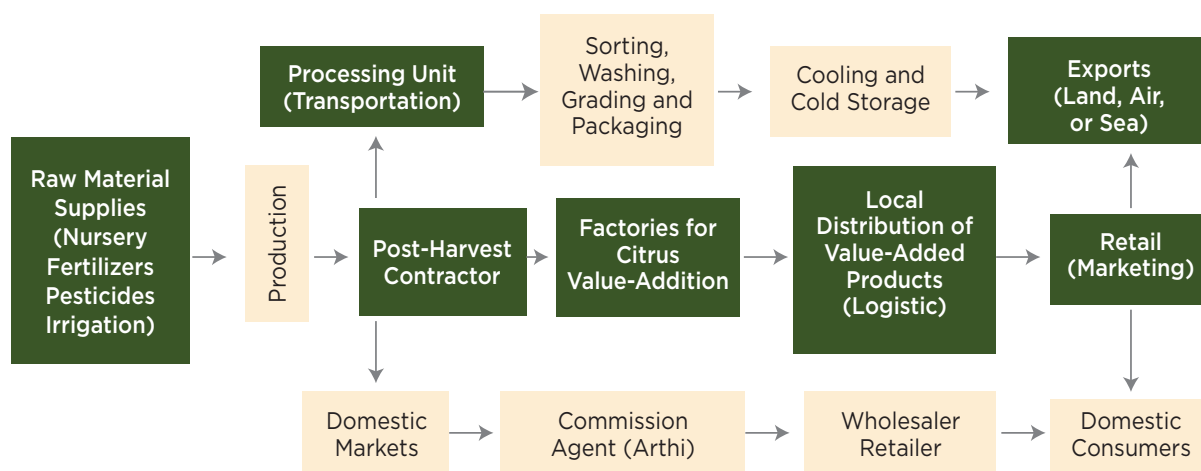 Raw Material
Supplies
(Nursery
Fertilizers
Pesticides
Irrigation)
Production
Processing Unit
(Transportation)
Sorting,
Washing,
Grading and
Packaging
Cooling and
Cold Storage
Exports
(Land, Air,
or Sea)
Post-Harvest
Contractor
Factories for
Citrus
Value-Addition
Local
Distribution of
Value-Added
Products
(Logistic)
Retail
(Marketing)
Domestic
Markets
Commission
Agent (Arthi)
Wholesaler
Retailer
Domestic
Consumers